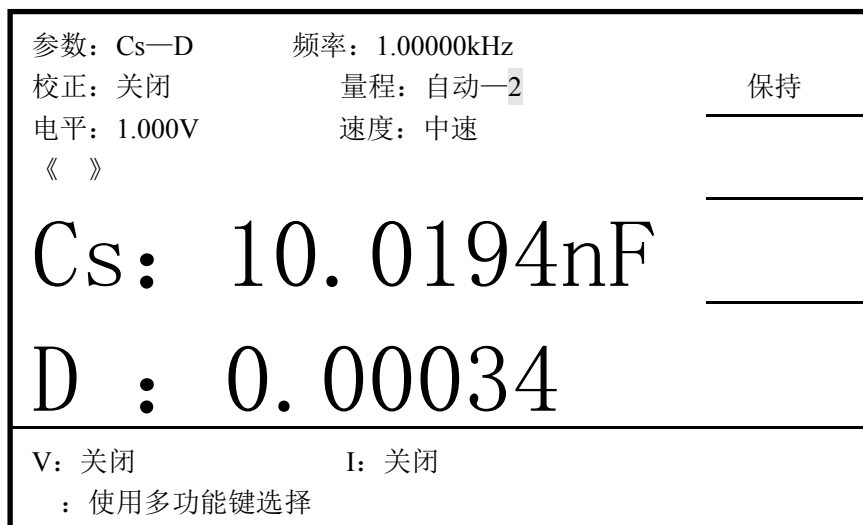 参数：Cs—D 频率：1.00000kHz
校正：关闭 量程：自动—2 保持
电平：1.000V 速度：中速
《 》
Cs：10.0194nF
D ：0.00034
V：关闭 I：关闭
：使用多功能键选择